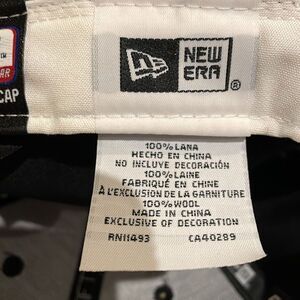 NEW
ERA
®
AR
CAP
100% LANA
HECHO EN CHINA
NO INCLUYE DECORACIÓN
100% LAINE
FABRIQUÉ EN CHINE
À L'EXCLUSION DE LA GARNITURE
100% WOOL
MADE IN CHINA
EXCLUSIVE OF DECORATION
RN11493 CA40289